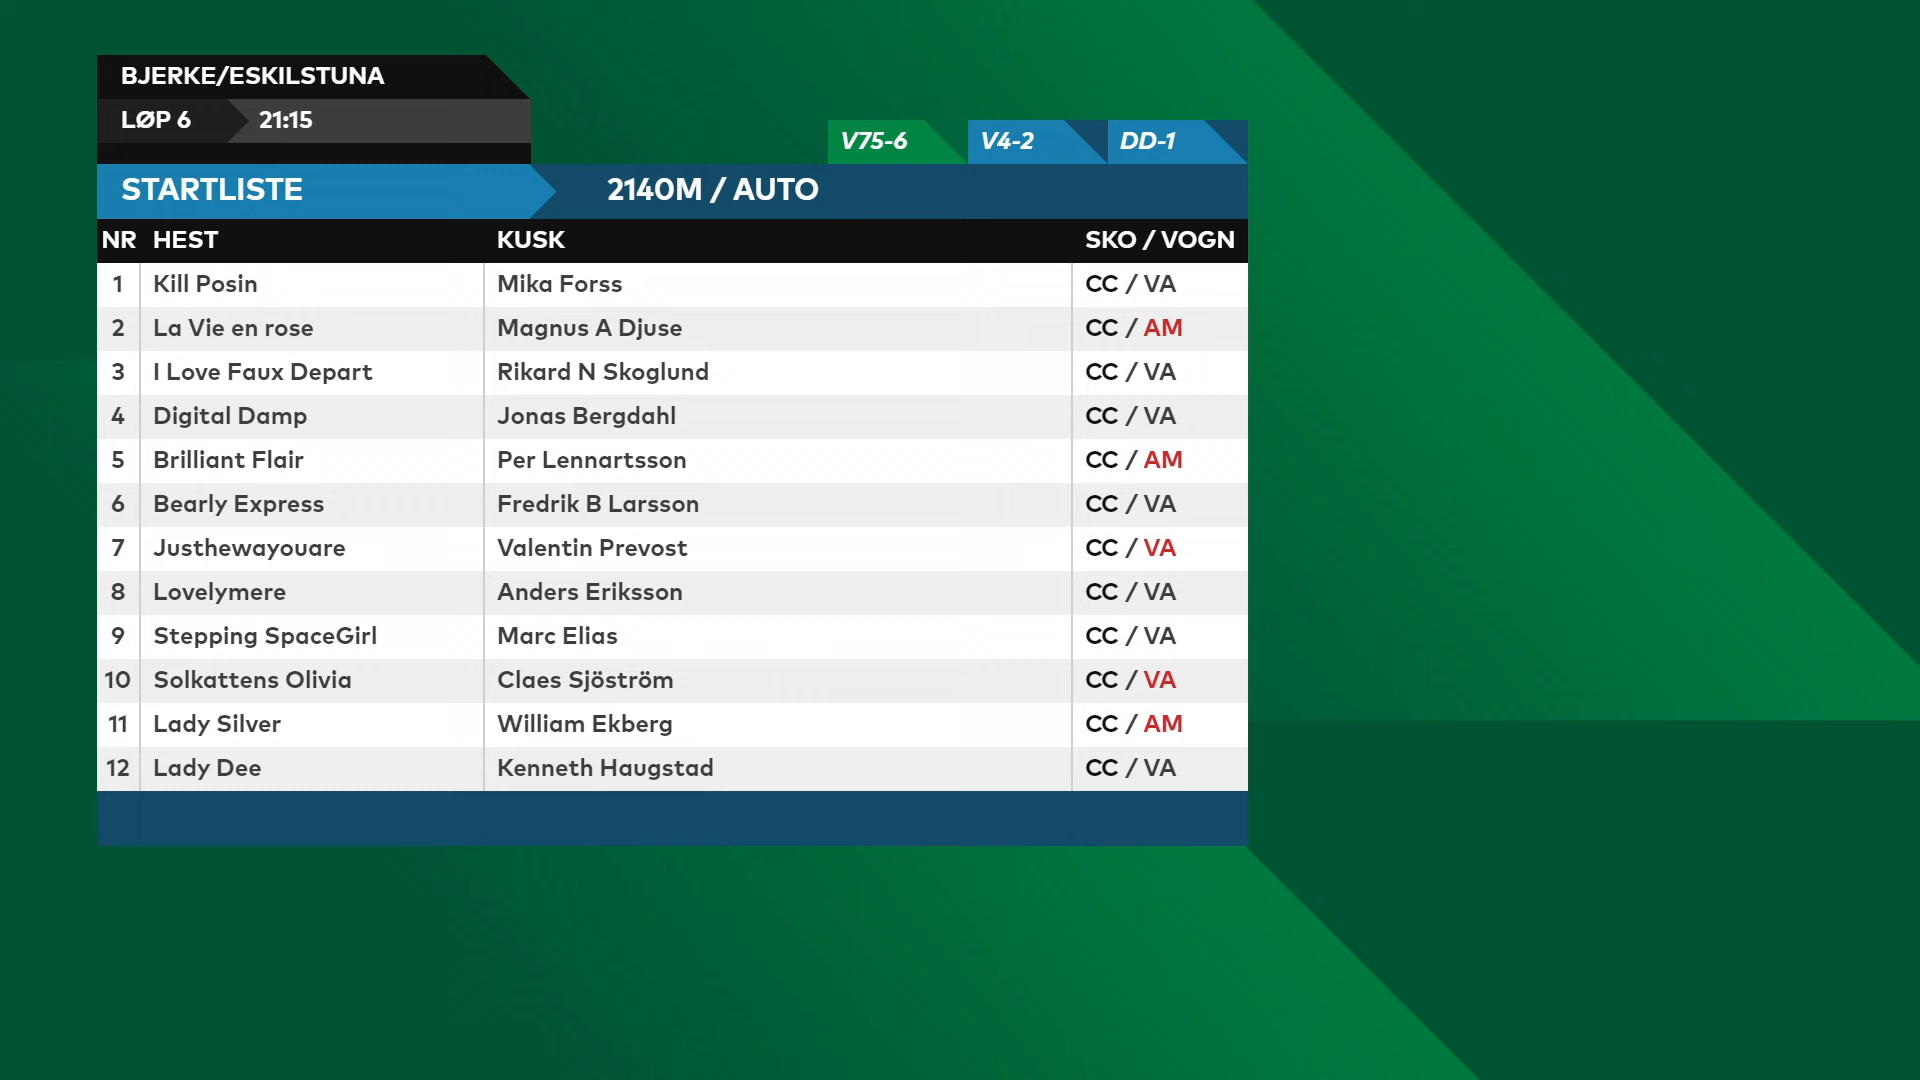 BJERKE/ESKILSTUNA
LØP 6 21:15
V75-6 V4-2 DD-1
STARTLISTE 2140M / AUTO
NR HEST KUSK SKO / VOGN
1 Kill Posin Mika Forss CC / VA
2 La Vie en rose Magnus A Djuse CC / AM
3 I Love Faux Depart Rikard N Skoglund CC / VA
4 Digital Damp Jonas Bergdahl CC / VA
5 Brilliant Flair Per Lennartsson CC / AM
6 Bearly Express Fredrik B Larsson CC / VA
7 Justhewayouare Valentin Prevost CC / VA
8 Lovelymere Anders Eriksson CC / VA
9 Stepping SpaceGirl Marc Elias CC / VA
10 Solkattens Olivia Claes Sjöström CC / VA
11 Lady Silver William Ekberg CC / AM
12 Lady Dee Kenneth Haugstad CC / VA